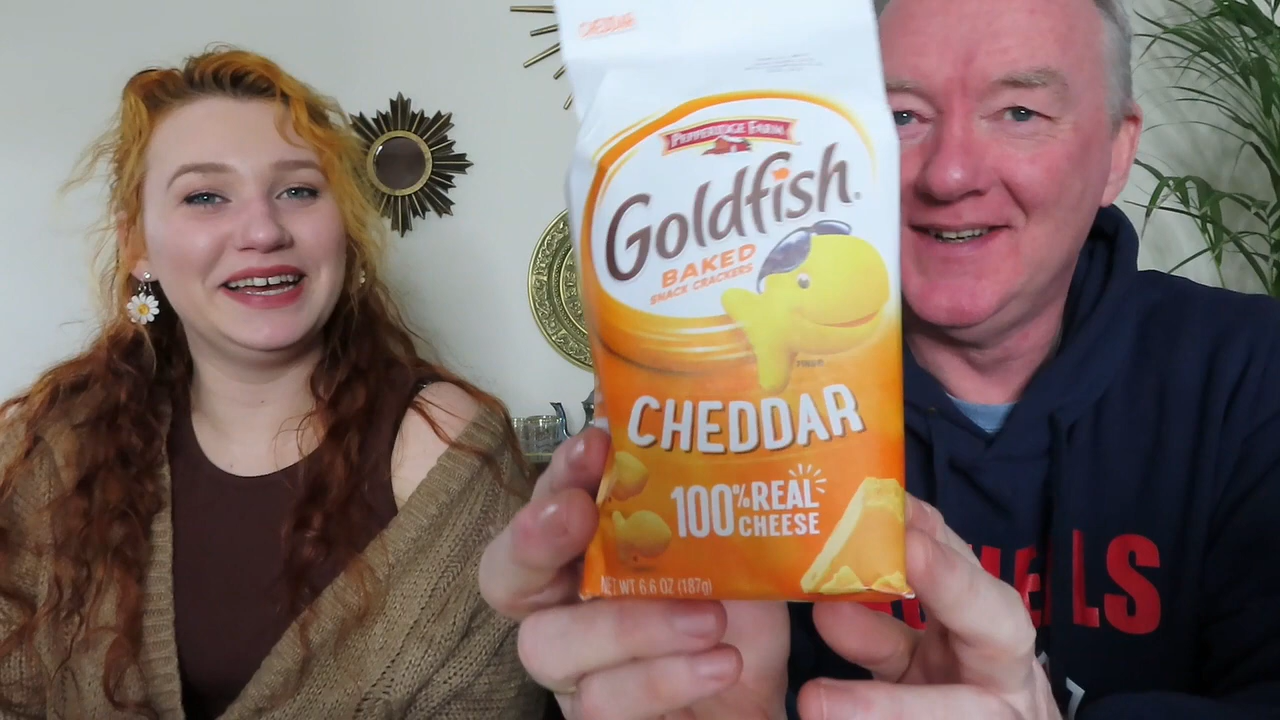 CHEDDAR
PEPPERIDGE FARM
Goldfish®
BAKED
SNACK CRACKERS
CHEDDAR
100% REAL
CHEESE
NET WT 6.6 OZ (187g)